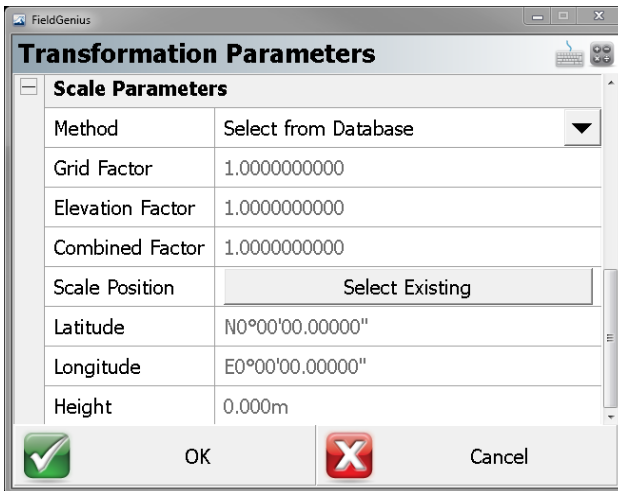 FieldGenius
Transformation Parameters
Scale Parameters
Method Select from Database
Grid Factor 1.0000000000
Elevation Factor 1.0000000000
Combined Factor 1.0000000000
Scale Position Select Existing
Latitude N0°00'00.00000"
Longitude E0°00'00.00000"
Height 0.000m
OK Cancel